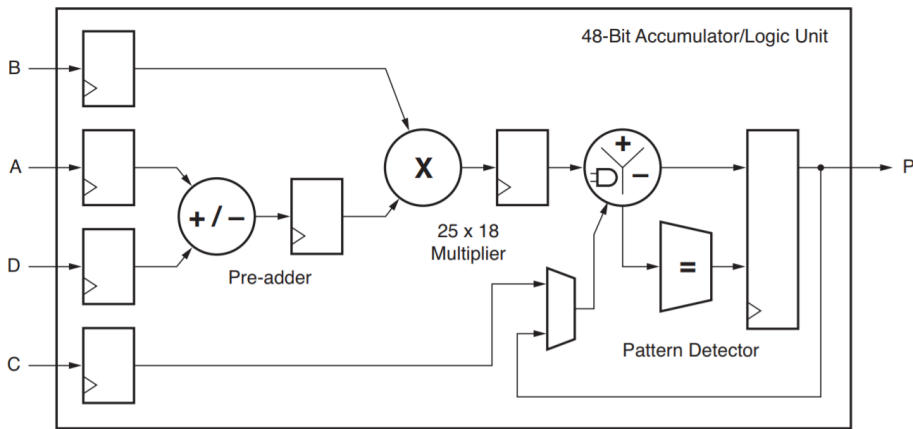 48-Bit Accumulator/Logic Unit
B
A
D
C
+ / –
Pre-adder
X
25 x 18
Multiplier
+
–
=
Pattern Detector
P